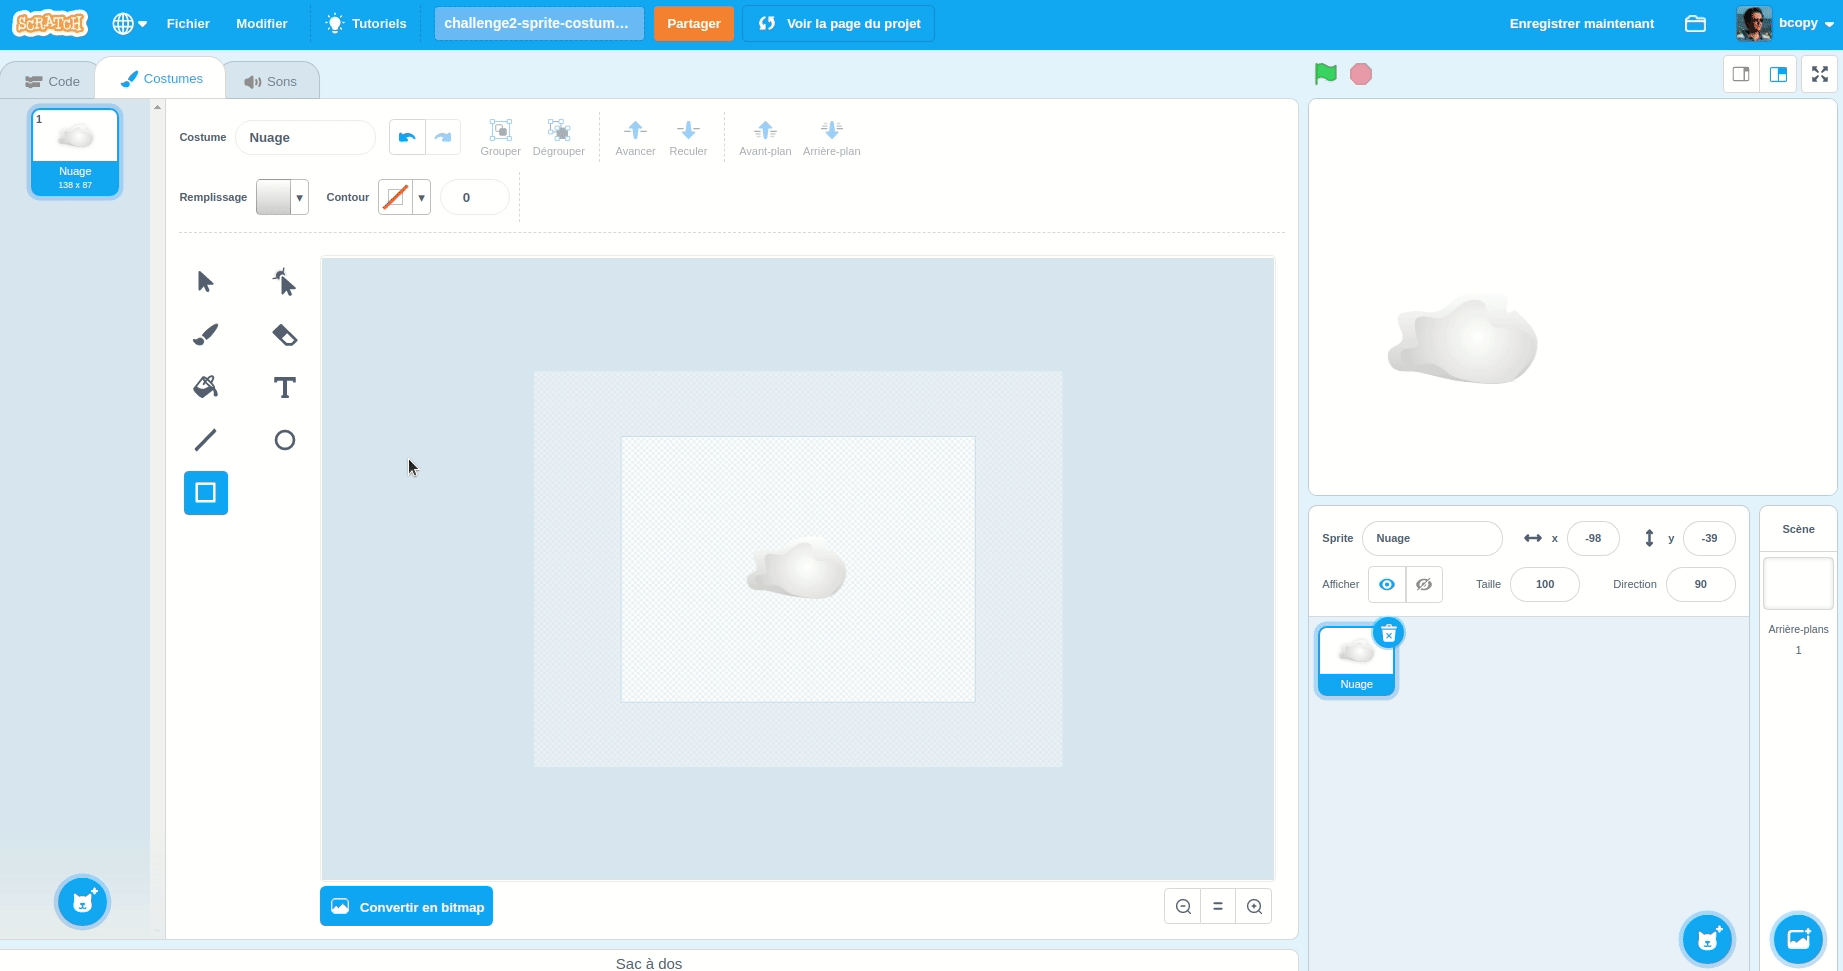 SCRATCH
Fichier
Modifier
Tutoriels
challenge2-sprite-costum...
Partager
Voir la page du projet
Enregistrer maintenant
bcopy
Code
Costumes
Sons
1
Nuage
138 x 87
Costume
Nuage
Grouper
Dégrouper
Avancer
Reculer
Avant-plan
Arrière-plan
Remplissage
Contour
0
Convertir en bitmap
Sac à dos
Sprite
Nuage
x
-98
y
-39
Afficher
Taille
100
Direction
90
Nuage
Scène
Arrière-plans
1